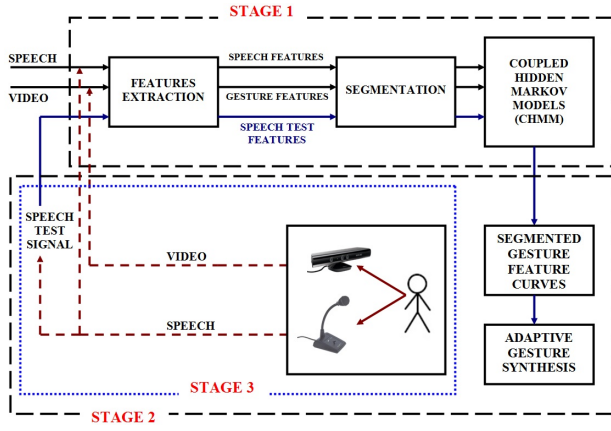 STAGE 1
SPEECH
VIDEO
FEATURES
EXTRACTION
SPEECH FEATURES
GESTURE FEATURES
SPEECH TEST
FEATURES
SEGMENTATION
COUPLED
HIDDEN
MARKOV
MODELS
(CHMM)
SPEECH
TEST
SIGNAL
VIDEO
SPEECH
SEGMENTED
GESTURE
FEATURE
CURVES
ADAPTIVE
GESTURE
SYNTHESIS
STAGE 3
STAGE 2